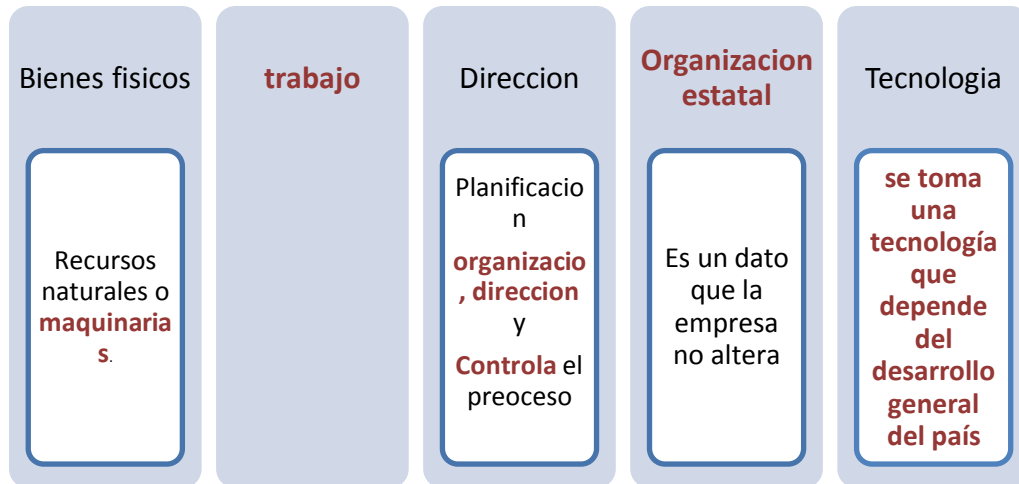 Bienes fisicos
Recursos
naturales o
maquinaria
s.
trabajo
Direccion
Planificacio
n
organizacio
, direccion
y
Controla el
preoceso
Organizacion
estatal
Es un dato
que la
empresa
no altera
Tecnologia
se toma
una
tecnología
que
depende
del
desarrollo
general
del país